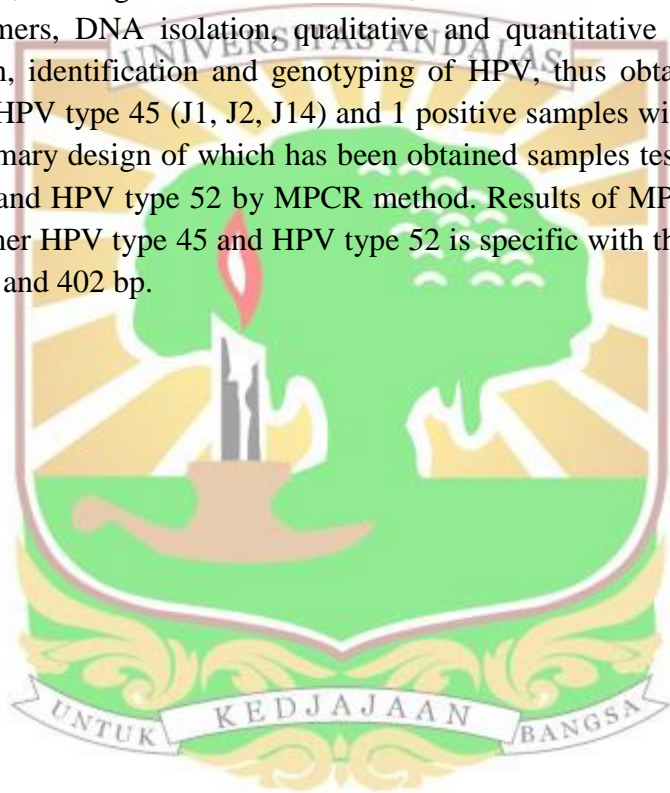 mers, DNA isolation, qualitative and quantitative
UNIVERSITAS ANDALAS
n, identification and genotyping of HPV, thus obta
HPV type 45 (J1, J2, J14) and 1 positive samples wi
mary design of which has been obtained samples tes
and HPV type 52 by MPCR method. Results of MP
ner HPV type 45 and HPV type 52 is specific with th
and 402 bp.
UNTUK KEDJAJAAN BANGSA